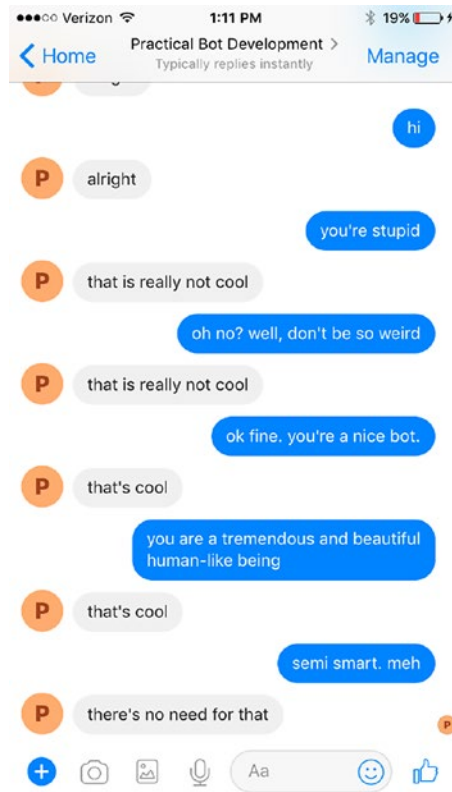 Verizon 1:11 PM 19%
Home Practical Bot Development > Manage
Typically replies instantly
hi
P alright
you're stupid
P that is really not cool
oh no? well, don't be so weird
P that is really not cool
ok fine. you're a nice bot.
P that's cool
you are a tremendous and beautiful
human-like being
P that's cool
semi smart. meh
P there's no need for that
P
Aa